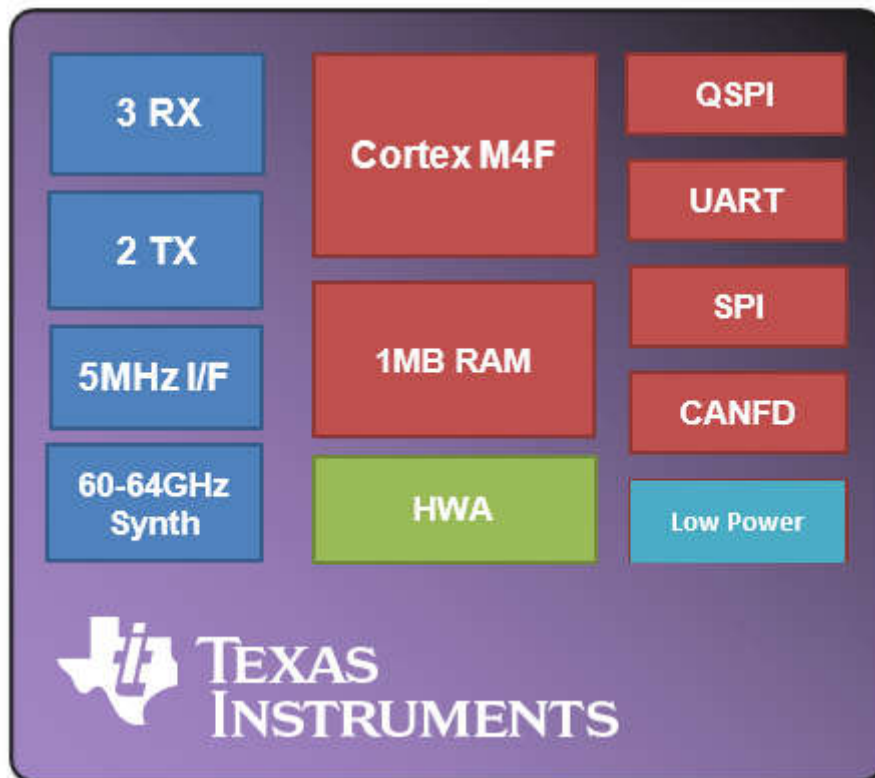 3 RX
2 TX
5MHz I/F
60-64GHz
Synth
Cortex M4F
1MB RAM
HWA
QSPI
UART
SPI
CANFD
Low Power
TEXAS
INSTRUMENTS